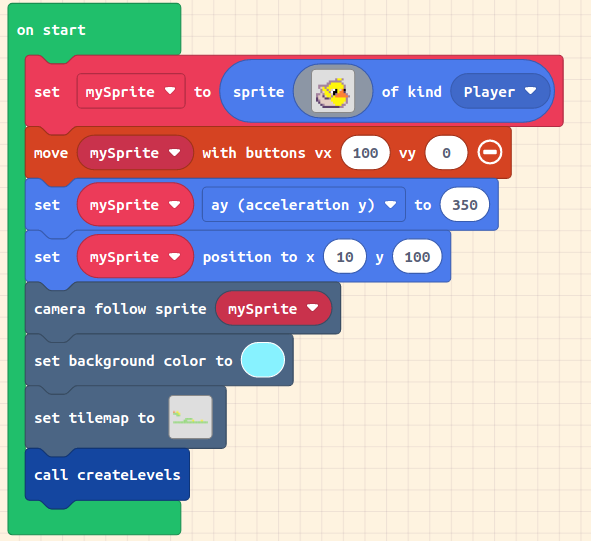 on start
set mySprite to sprite of kind Player
move mySprite with buttons vx 100 vy 0
set mySprite ay (acceleration y) to 350
set mySprite position to x 10 y 100
camera follow sprite mySprite
set background color to
set tilemap to
call createLevels